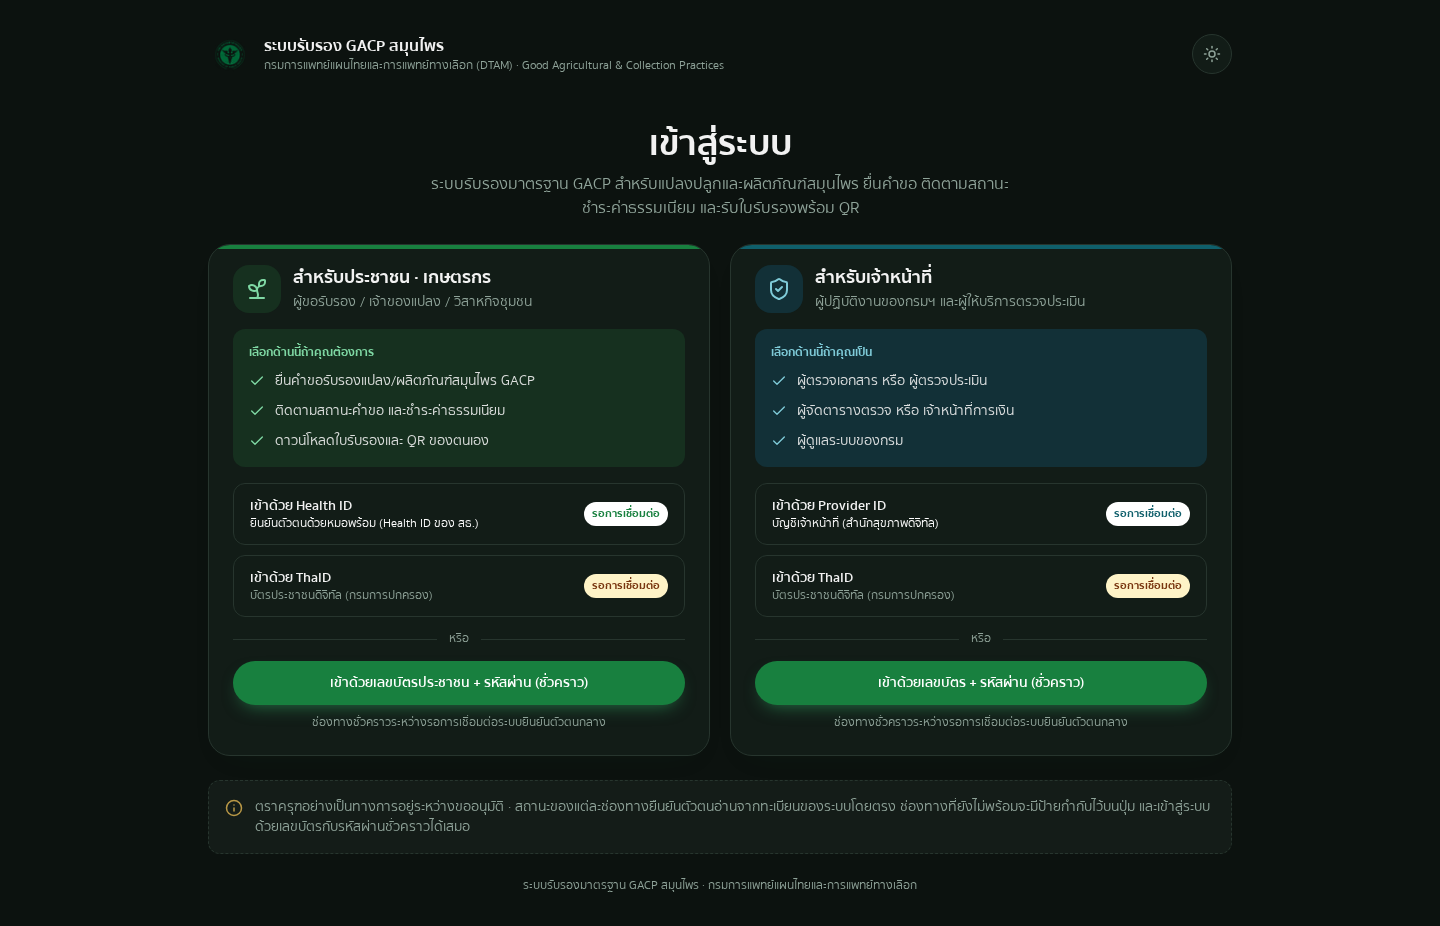 ระบบรับรอง GACP สมุนไพร
กรมการแพทย์แผนไทยและการแพทย์ทางเลือก (DTAM) · Good Agricultural & Collection Practices
เข้าสู่ระบบ
ระบบรับรองมาตรฐาน GACP สำหรับแปลงปลูกและผลิตภัณฑ์สมุนไพร ยื่นคำขอ ติดตามสถานะ
ชำระค่าธรรมเนียม และรับใบรับรองพร้อม QR
สำหรับประชาชน · เกษตรกร
ผู้ขอรับรอง / เจ้าของแปลง / วิสาหกิจชุมชน
เลือกด้านนี้ถ้าคุณต้องการ
ยื่นคำขอรับรองแปลง/ผลิตภัณฑ์สมุนไพร GACP
ติดตามสถานะคำขอ และชำระค่าธรรมเนียม
ดาวน์โหลดใบรับรองและ QR ของตนเอง
เข้าด้วย Health ID
ยืนยันตัวตนด้วยหมอพร้อม (Health ID ของ สธ.)
รอการเชื่อมต่อ
เข้าด้วย ThaID
บัตรประชาชนดิจิทัล (กรมการปกครอง)
รอการเชื่อมต่อ
หรือ
เข้าด้วยเลขบัตรประชาชน + รหัสผ่าน (ชั่วคราว)
ช่องทางชั่วคราวระหว่างรอการเชื่อมต่อระบบยืนยันตัวตนกลาง
สำหรับเจ้าหน้าที่
ผู้ปฏิบัติงานของกรมฯ และผู้ให้บริการตรวจประเมิน
เลือกด้านนี้ถ้าคุณเป็น
ผู้ตรวจเอกสาร หรือ ผู้ตรวจประเมิน
ผู้จัดตารางตรวจ หรือ เจ้าหน้าที่การเงิน
ผู้ดูแลระบบของกรม
เข้าด้วย Provider ID
บัญชีเจ้าหน้าที่ (สำนักสุขภาพดิจิทัล)
รอการเชื่อมต่อ
เข้าด้วย ThaID
บัตรประชาชนดิจิทัล (กรมการปกครอง)
รอการเชื่อมต่อ
หรือ
เข้าด้วยเลขบัตร + รหัสผ่าน (ชั่วคราว)
ช่องทางชั่วคราวระหว่างรอการเชื่อมต่อระบบยืนยันตัวตนกลาง
ตราครุฑอย่างเป็นทางการอยู่ระหว่างขออนุมัติ · สถานะของแต่ละช่องทางยืนยันตัวตนอ่านจากทะเบียนของระบบโดยตรง ช่องทางที่ยังไม่พร้อมจะมีป้ายกำกับไว้บนปุ่ม และเข้าสู่ระบบ
ด้วยเลขบัตรกับรหัสผ่านชั่วคราวได้เสมอ
ระบบรับรองมาตรฐาน GACP สมุนไพร · กรมการแพทย์แผนไทยและการแพทย์ทางเลือก